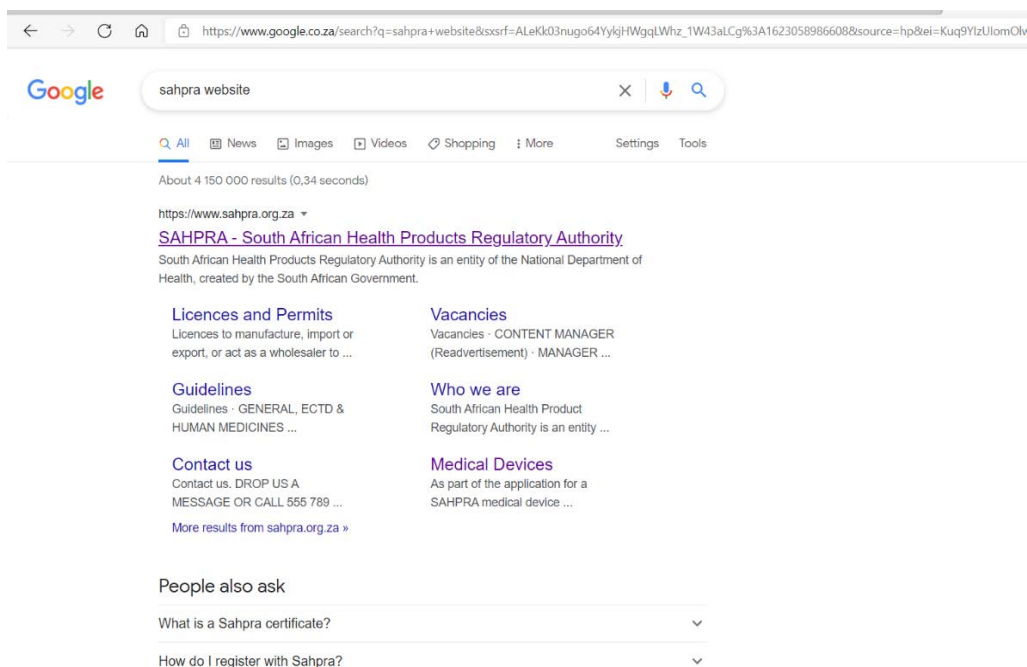 https://www.google.co.za/search?q=sahpra+website&sxsrf=ALeKk03nugo64YykjHWgqLWhz_1W43aLCg%3A1623058986608&source=hp&ei=Kuq9YIzUIomOlw
Google
sahpra website
All News Images Videos Shopping More Settings Tools
About 4 150 000 results (0,34 seconds)
https://www.sahpra.org.za
SAHPRA - South African Health Products Regulatory Authority
South African Health Products Regulatory Authority is an entity of the National Department of
Health, created by the South African Government.
Licences and Permits
Licences to manufacture, import or
export, or act as a wholesaler to ...
Vacancies
Vacancies · CONTENT MANAGER
(Readvertisement) · MANAGER ...
Guidelines
Guidelines · GENERAL, ECTD &
HUMAN MEDICINES ...
Who we are
South African Health Product
Regulatory Authority is an entity ...
Contact us
Contact us. DROP US A
MESSAGE OR CALL 555 789 ...
Medical Devices
As part of the application for a
SAHPRA medical device ...
More results from sahpra.org.za »
People also ask
What is a Sahpra certificate?
How do I register with Sahpra?